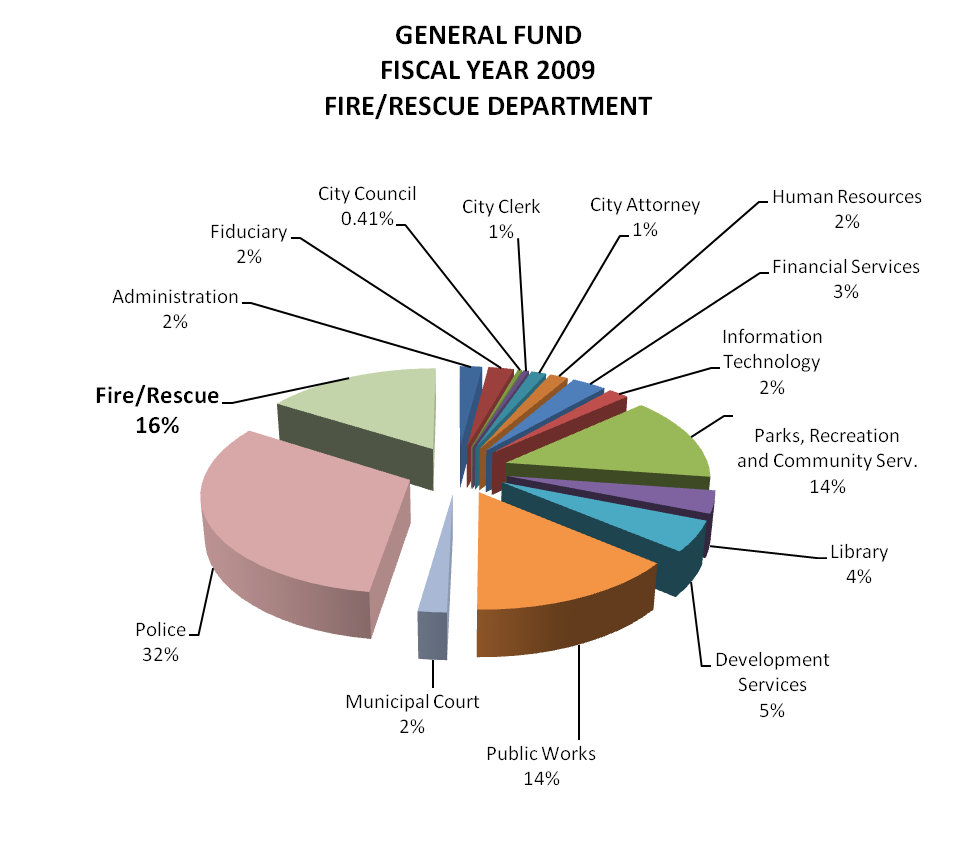 GENERAL FUND
FISCAL YEAR 2009
FIRE/RESCUE DEPARTMENT
City Council
0.41%
City Clerk
1%
City Attorney
1%
Human Resources
2%
Fiduciary
2%
Financial Services
3%
Administration
2%
Information
Technology
2%
Fire/Rescue
16%
Parks, Recreation
and Community Serv.
14%
Library
4%
Police
32%
Development
Services
5%
Municipal Court
2%
Public Works
14%